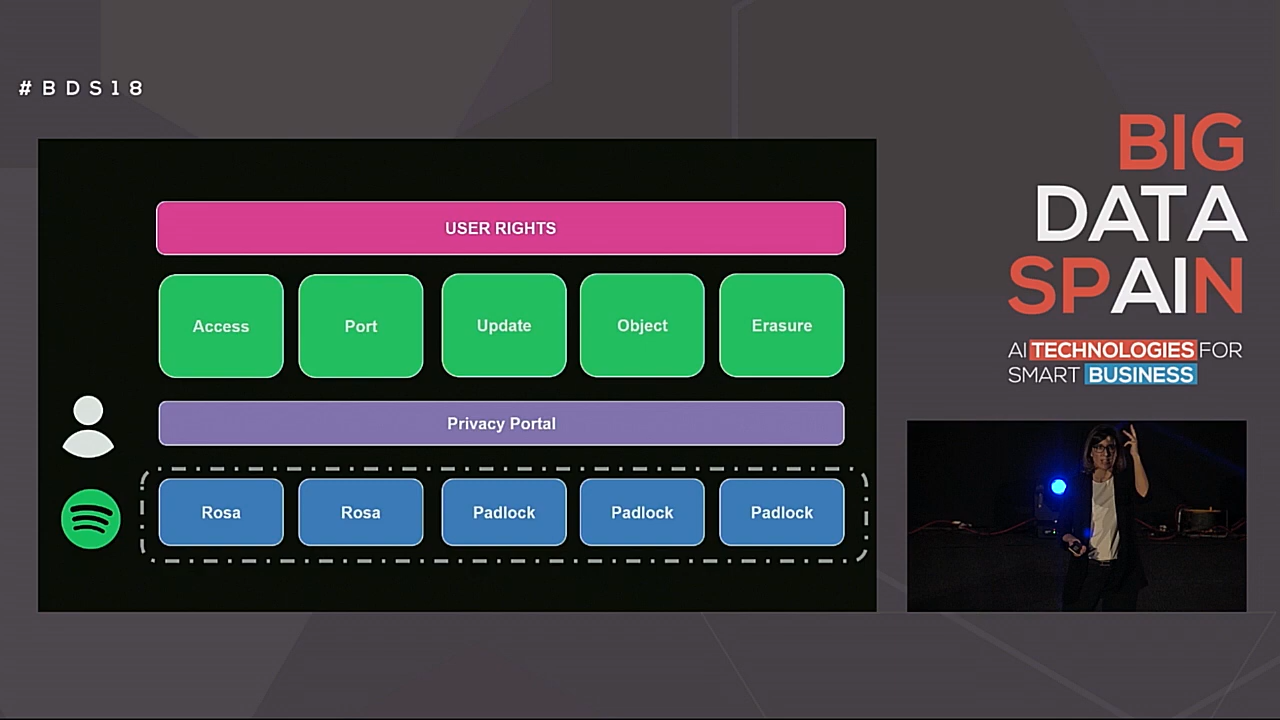 #BDS18
USER RIGHTS
Access
Port
Update
Object
Erasure
Privacy Portal
Rosa
Rosa
Padlock
Padlock
Padlock
BIG
DATA
SPAIN
AI TECHNOLOGIES FOR
SMART BUSINESS